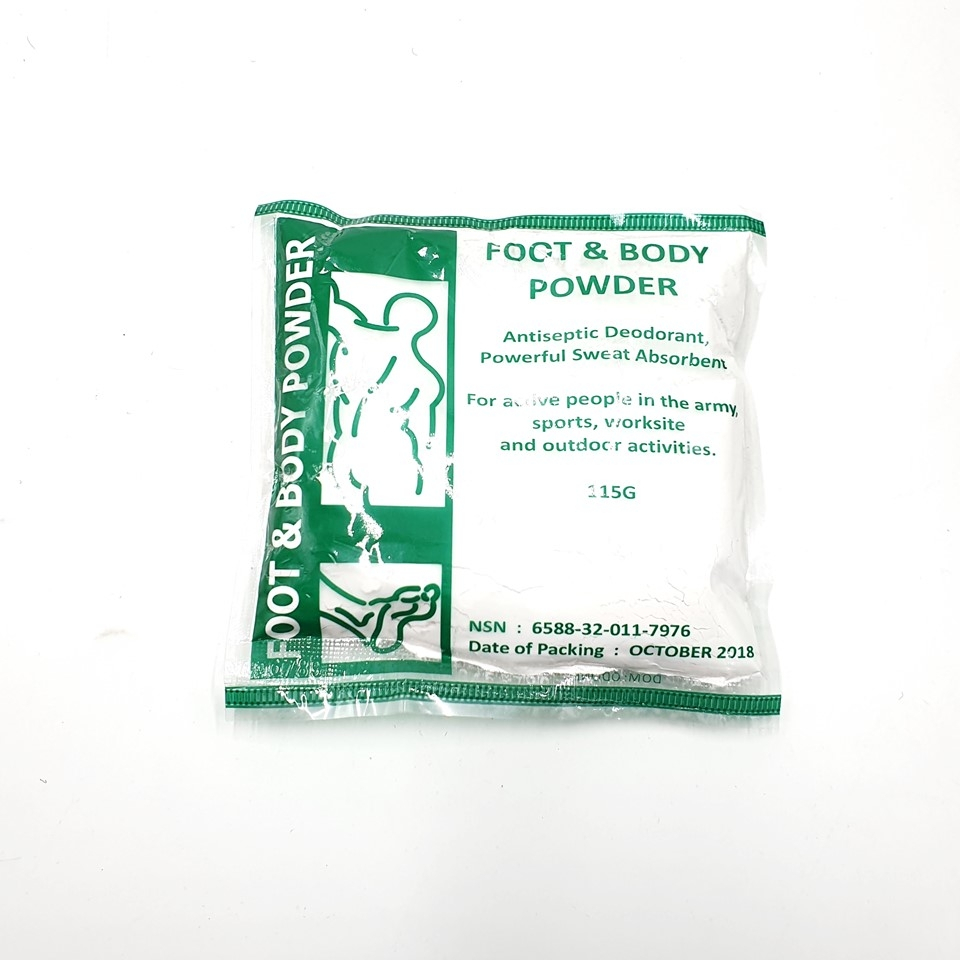 FOOT & BODY POWDER
FOOT & BODY
POWDER
Antiseptic Deodorant,
Powerful Sweat Absorbent
For active people in the army,
sports, worksite
and outdoor activities.
115G
NSN : 6588-32-011-7976
Date of Packing : OCTOBER 2018